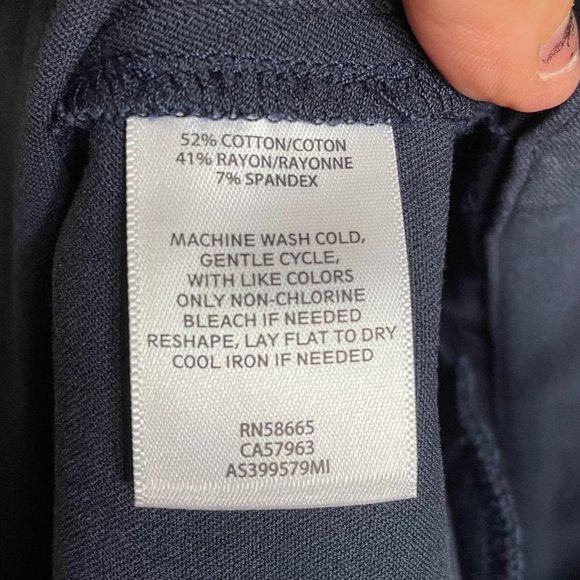 52% COTTON/COTON
41% RAYON/RAYONNE
7% SPANDEX
MACHINE WASH COLD,
GENTLE CYCLE,
WITH LIKE COLORS
ONLY NON-CHLORINE
BLEACH IF NEEDED
RESHAPE, LAY FLAT TO DRY
COOL IRON IF NEEDED
RN58665
CA57963
AS399579MI